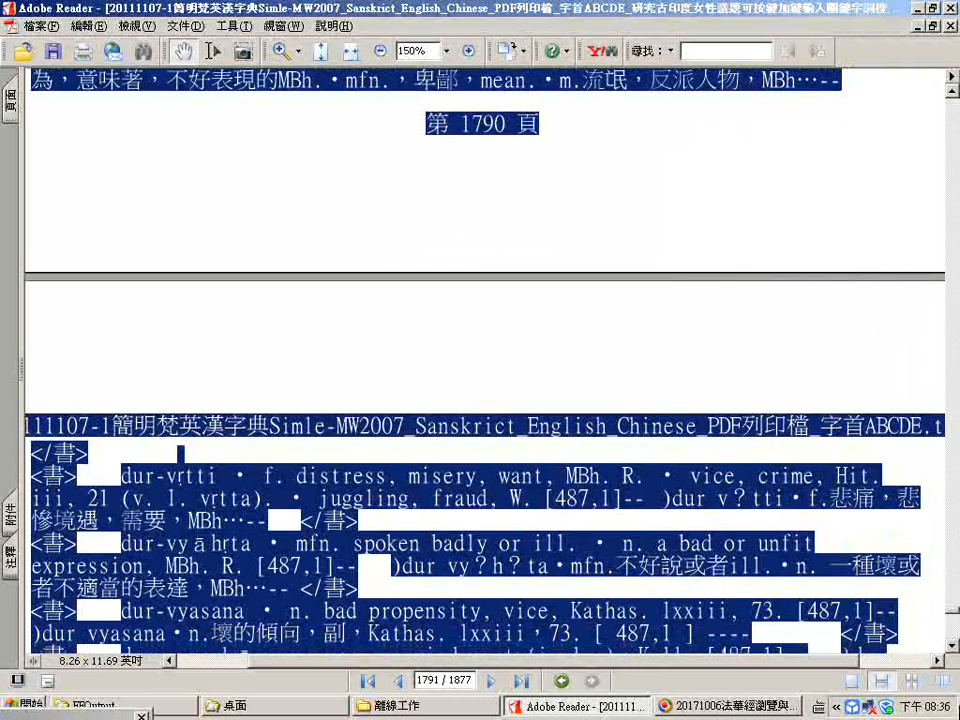 Adobe Reader - [20111107-1簡明梵英漢字典Simle-MW2007_Sanskrict_English_Chinese_PDF列印檔_字首ABCDE_研究古印度女性議題可按鍵加鍵輸入關鍵字詞搜
檔案(F) 編輯(E) 檢視(V) 文件(D) 工具(T) 視窗(W) 說明(H)
150% 尋找：
頁面
為，意味著，不好表現的MBh.‧mfn.，卑鄙，mean.‧m.流氓，反派人物，MBh…--
第 1790 頁
111107-1簡明梵英漢字典Simle-MW2007_Sanskrict_English_Chinese_PDF列印檔_字首ABCDE.t
</書>
<書> dur-vṛtti ‧ f. distress, misery, want, MBh. R. ‧ vice, crime, Hit.
iii, 21 (v. l. vṛtta). ‧ juggling, fraud, W. [487,1]-- )dur v？tti‧f.悲痛，悲
慘境遇，需要，MBh…-- </書>
<書> dur-vyāhṛta ‧ mfn. spoken badly or ill. ‧ n. a bad or unfit
expression, MBh. R. [487,1]-- )dur vy？h？ta‧mfn.不好說或者ill.‧n. 一種壞或
者不適當的表達，MBh…-- </書>
<書> dur-vyasana ‧ n. bad propensity, vice, Kathas. lxxiii, 73. [487,1]--
)dur vyasana‧n.壞的傾向，副，Kathas. lxxiii，73. [ 487,1 ] ---- </書>
附件
注釋
8.26 x 11.69 英吋
1791 / 1877
開始 FFOutput 桌面 離線工作 Adobe Reader - [2011... 20171006法華經瀏覽與... 下午 08:36